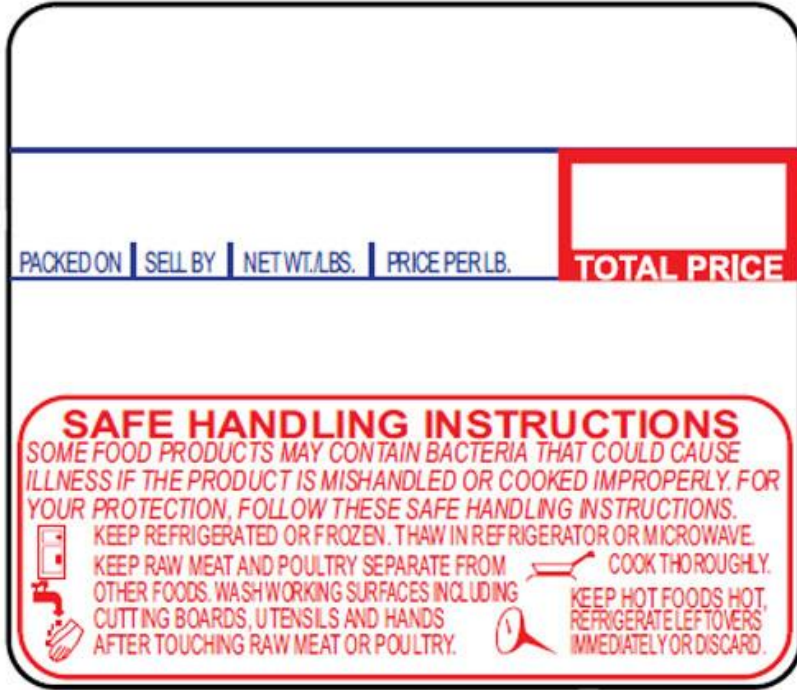 PACKED ON SELL BY NET WT./LBS. PRICE PER LB.
TOTAL PRICE
SAFE HANDLING INSTRUCTIONS
SOME FOOD PRODUCTS MAY CONTAIN BACTERIA THAT COULD CAUSE
ILLNESS IF THE PRODUCT IS MISHANDLED OR COOKED IMPROPERLY. FOR
YOUR PROTECTION, FOLLOW THESE SAFE HANDLING INSTRUCTIONS.
KEEP REFRIGERATED OR FROZEN. THAW IN REFRIGERATOR OR MICROWAVE.
KEEP RAW MEAT AND POULTRY SEPARATE FROM
OTHER FOODS. WASH WORKING SURFACES INCLUDING
CUTTING BOARDS, UTENSILS AND HANDS
AFTER TOUCHING RAW MEAT OR POULTRY.
COOK THOROUGHLY.
KEEP HOT FOODS HOT,
REFRIGERATE LEFTOVERS
IMMEDIATELY OR DISCARD.